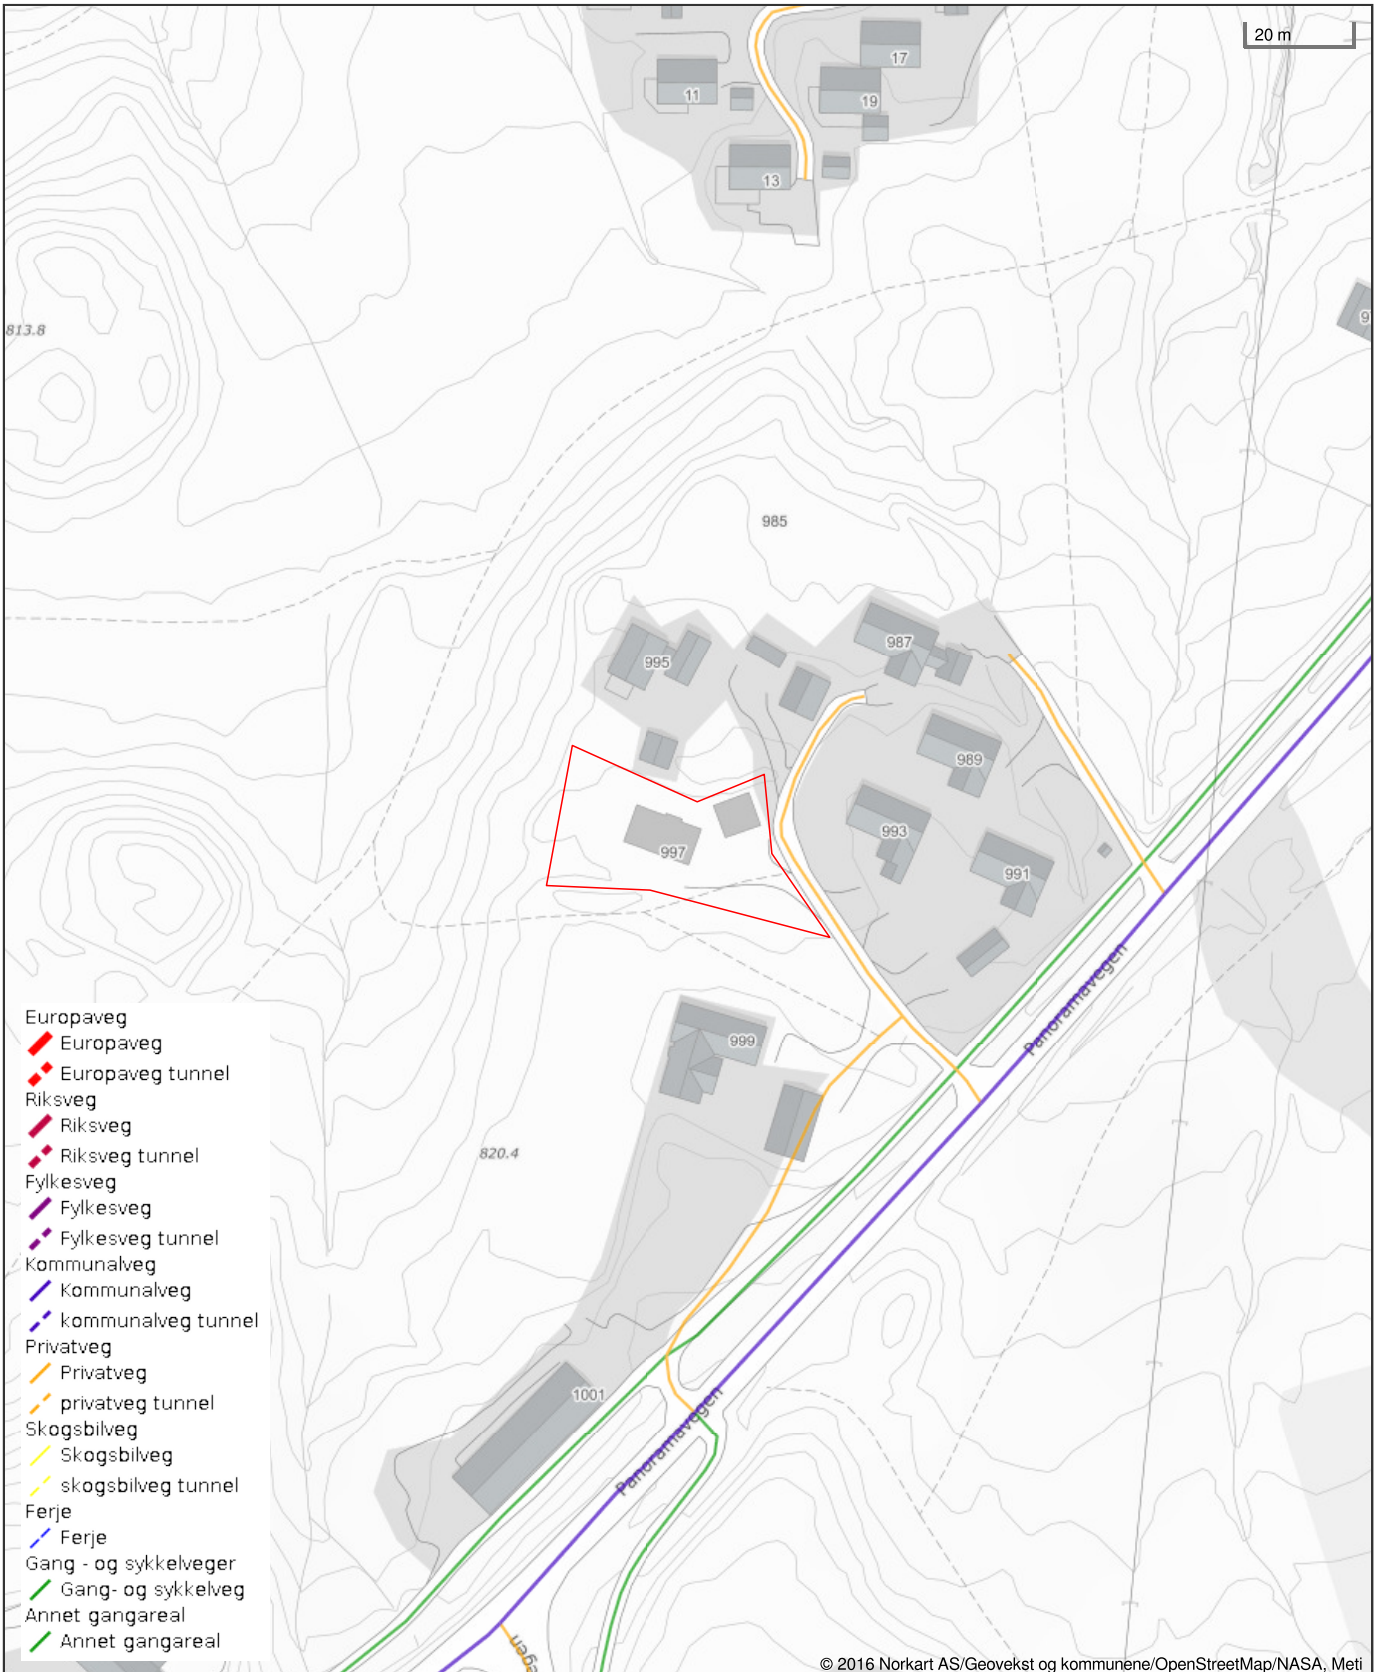 20 m
17
11
19
13
813.8
9
985
987
995
989
993
997
991
Panoramavegen
999
820.4
1001
Panoramavegen
egen
Europaveg
Europaveg
Europaveg tunnel
Riksveg
Riksveg
Riksveg tunnel
Fylkesveg
Fylkesveg
Fylkesveg tunnel
Kommunalveg
Kommunalveg
kommunalveg tunnel
Privatveg
Privatveg
privatveg tunnel
Skogsbilveg
Skogsbilveg
skogsbilveg tunnel
Ferje
Ferje
Gang - og sykkelveger
Gang- og sykkelveg
Annet gangareal
Annet gangareal
© 2016 Norkart AS/Geovekst og kommunene/OpenStreetMap/NASA, Meti